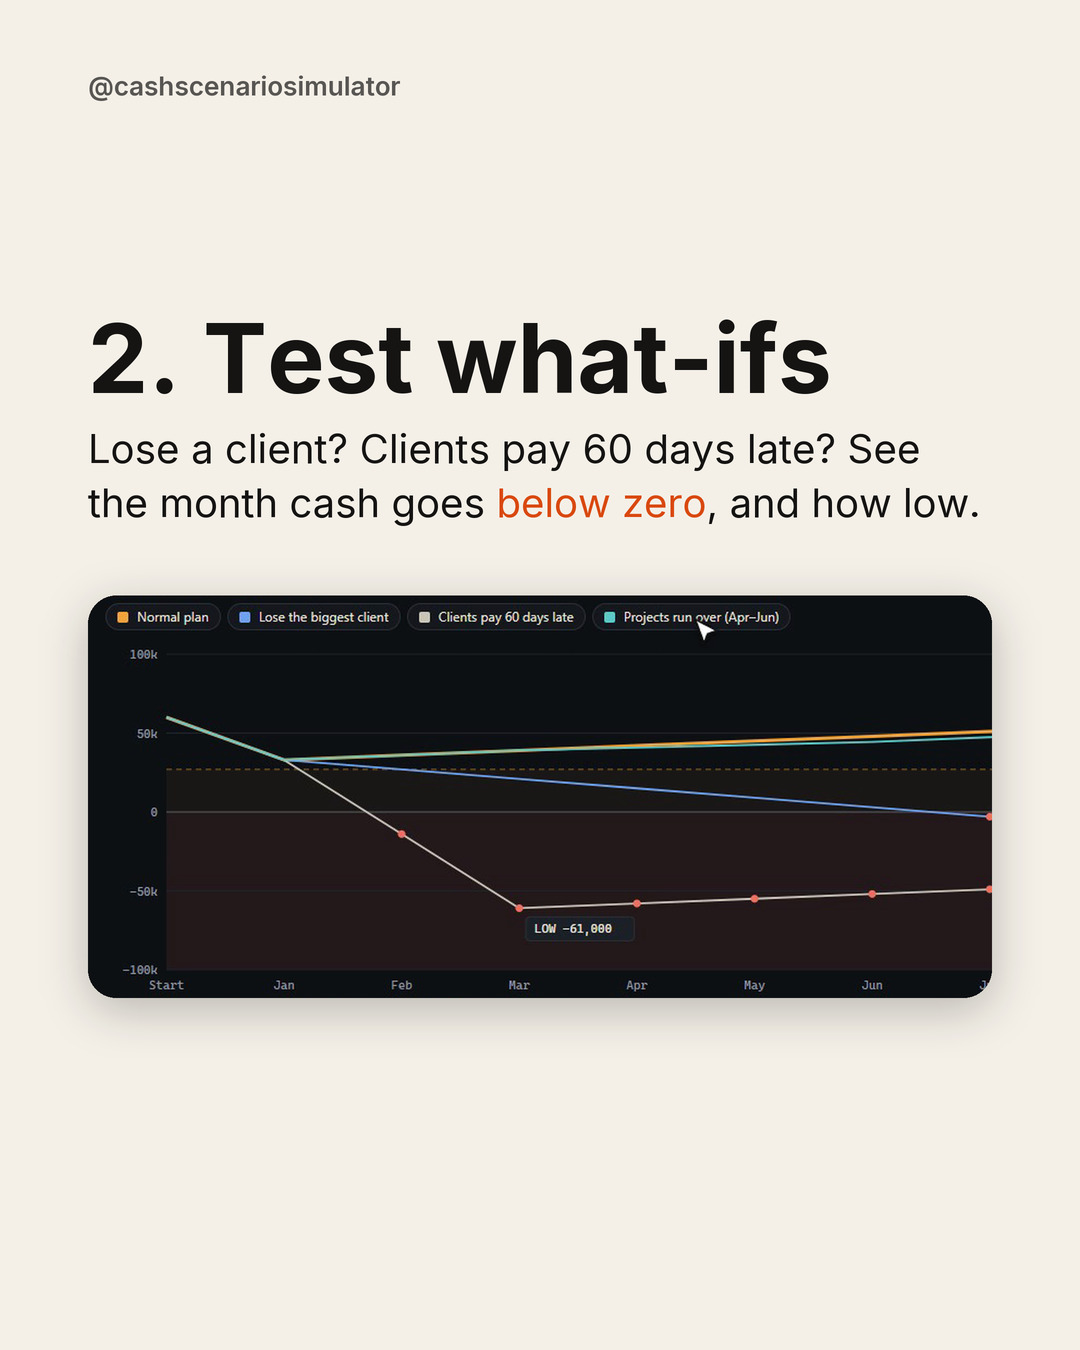 @cashscenariosimulator
2. Test what-ifs
Lose a client? Clients pay 60 days late? See
the month cash goes below zero, and how low.
Normal plan
Lose the biggest client
Clients pay 60 days late
Projects run over (Apr–Jun)
100k
50k
0
−50k
−100k
LOW −61,000
Start Jan Feb Mar Apr May Jun